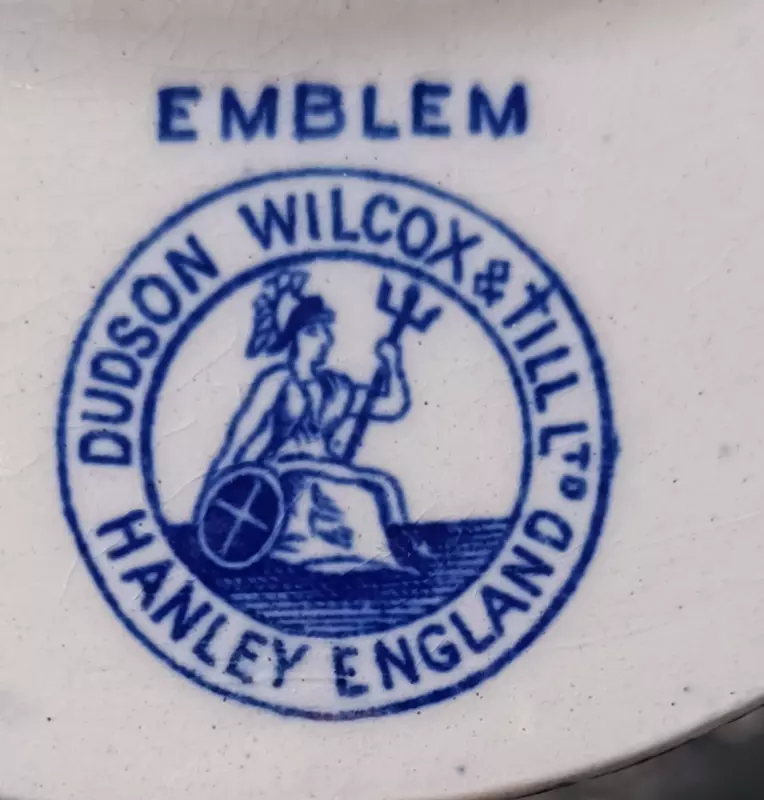 EMBLEM
DUDSON WILCOX & TILL LTD
HANLEY ENGLAND